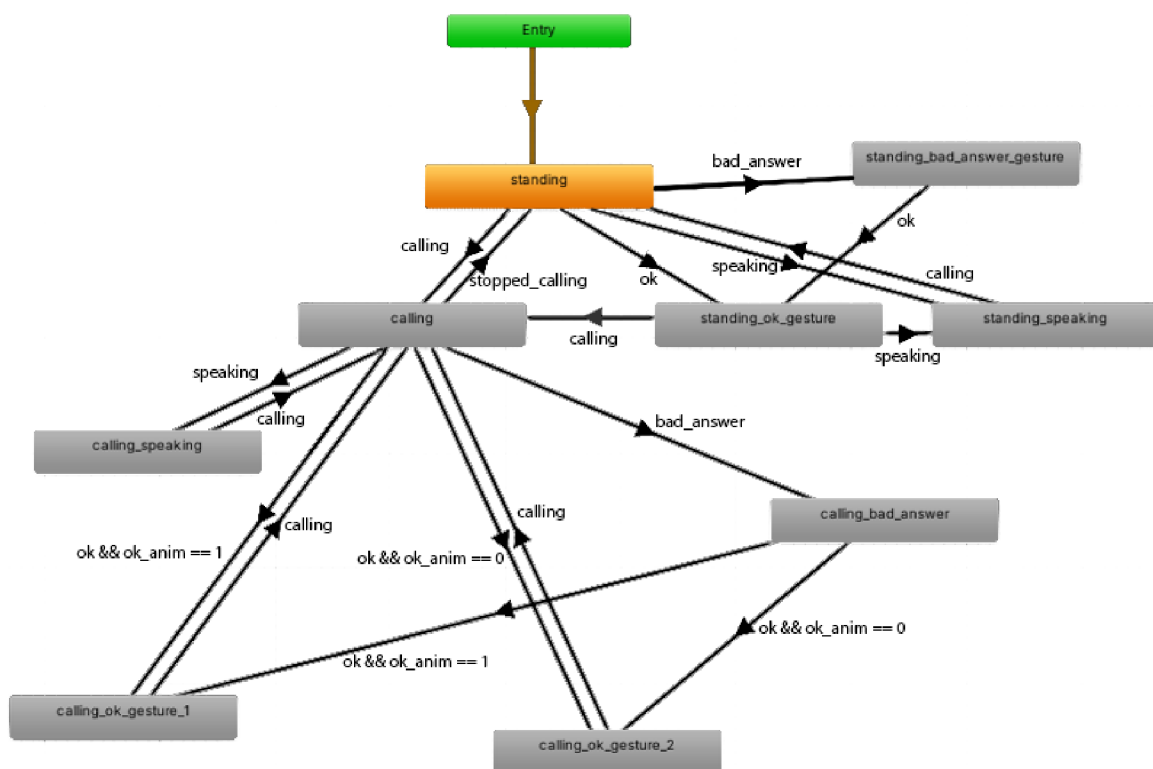 Entry
bad_answer
standing_bad_answer_gesture
standing
ok
calling
speaking
calling
stopped_calling
ok
calling
standing_ok_gesture
standing_speaking
calling
speaking
speaking
calling
bad_answer
calling_speaking
calling
calling_bad_answer
calling
ok && ok_anim == 1
ok && ok_anim == 0
ok && ok_anim == 0
ok && ok_anim == 1
calling_ok_gesture_1
calling_ok_gesture_2